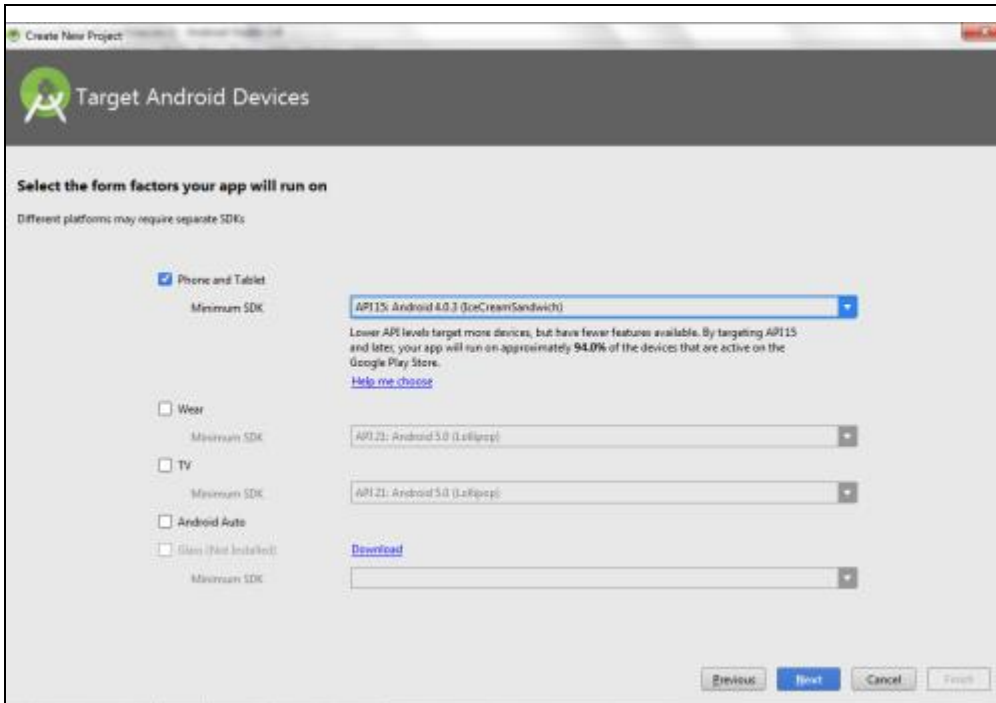 Create New Project
Target Android Devices
Select the form factors your app will run on
Different platforms may require separate SDKs
Phone and Tablet
Minimum SDK
API 15: Android 4.0.3 (IceCreamSandwich)
Lower API levels target more devices, but have fewer features available. By targeting API 15
and later, your app will run on approximately 94.0% of the devices that are active on the
Google Play Store.
Help me choose
Wear
Minimum SDK
API 21: Android 5.0 (Lollipop)
TV
Minimum SDK
API 21: Android 5.0 (Lollipop)
Android Auto
Glass (Not Installed)
Download
Minimum SDK
Previous
Next
Cancel
Finish